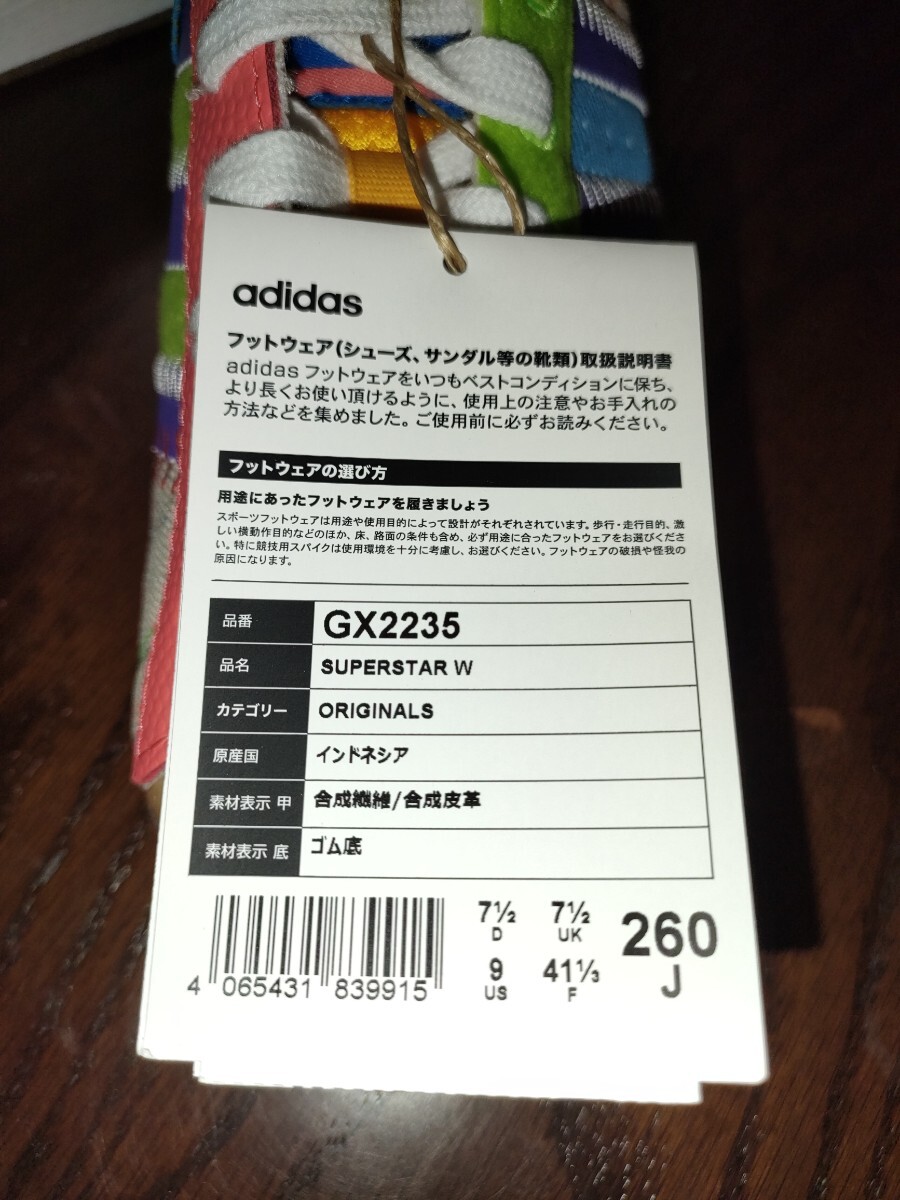 adidas
フットウェア(シューズ、サンダル等の靴類)取扱説明書
adidas フットウェアをいつもベストコンディションに保ち、
より長くお使い頂けるように、使用上の注意やお手入れの
方法などを集めました。ご使用前に必ずお読みください。
フットウェアの選び方
用途にあったフットウェアを履きましょう
スポーツフットウェアは用途や使用目的によって設計がそれぞれされています。歩行・走行目的、激
しい横動作目的などのほか、床、路面の条件も含め、必ず用途に合ったフットウェアをお選びくださ
い。特に競技用スパイクは使用環境を十分に考慮し、お選びください。フットウェアの破損や怪我の
原因になります。
品番 GX2235
品名 SUPERSTAR W
カテゴリー ORIGINALS
原産国 インドネシア
素材表示 甲 合成繊維/合成皮革
素材表示 底 ゴム底
7½ 7½ 260
D UK
9 41⅓ J
US F
4 065431 839915